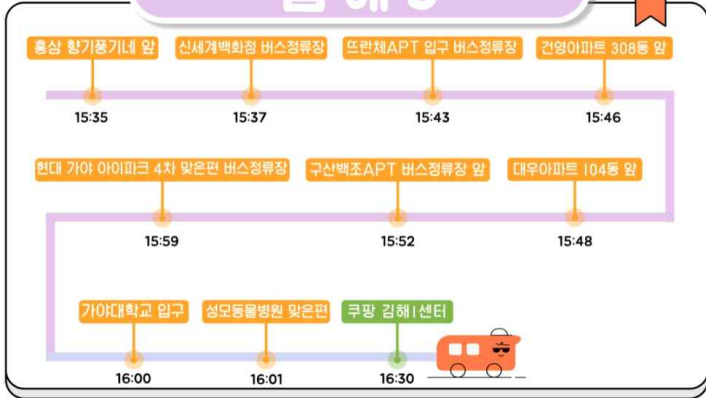 홍삼 향기풍기네 앞
신세계백화점 버스정류장
뜨란체APT 입구 버스정류장
건영아파트 308동 앞
15:35
15:37
15:43
15:46
현대 가야 아이파크 4차 맞은편 버스정류장
구산백조APT 버스정류장 앞
대우아파트 104동 앞
15:59
15:52
15:48
가야대학교 입구
성모동물병원 맞은편
쿠팡 김해1센터
16:00
16:01
16:30